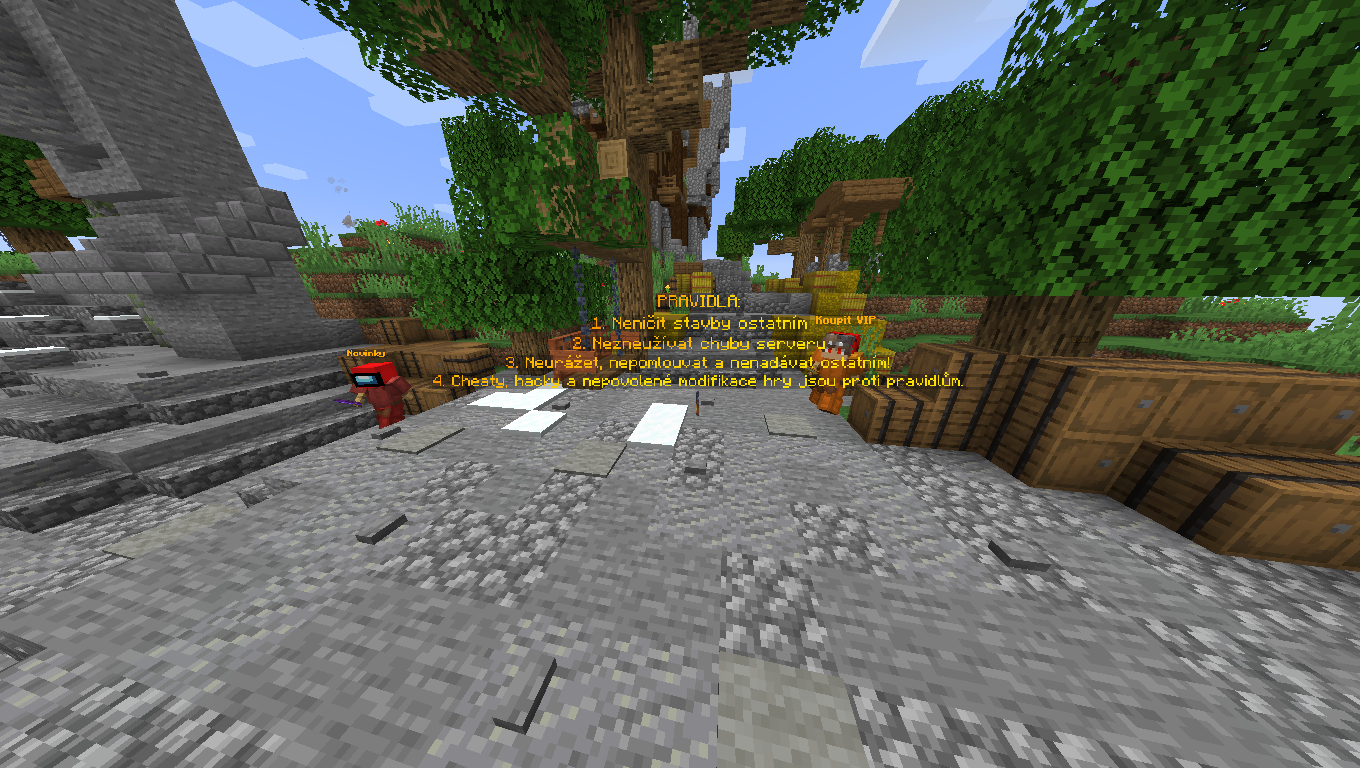 PRAVIDLA:
1. Neničit stavby ostatním
Koupit VIP
2. Nezneužívat chyby serveru
Novinky
3. Neurážet, nepomlouvat a nenadávat ostatním!
4. Cheaty, hacky a nepovolené modifikace hry jsou proti pravidlům.